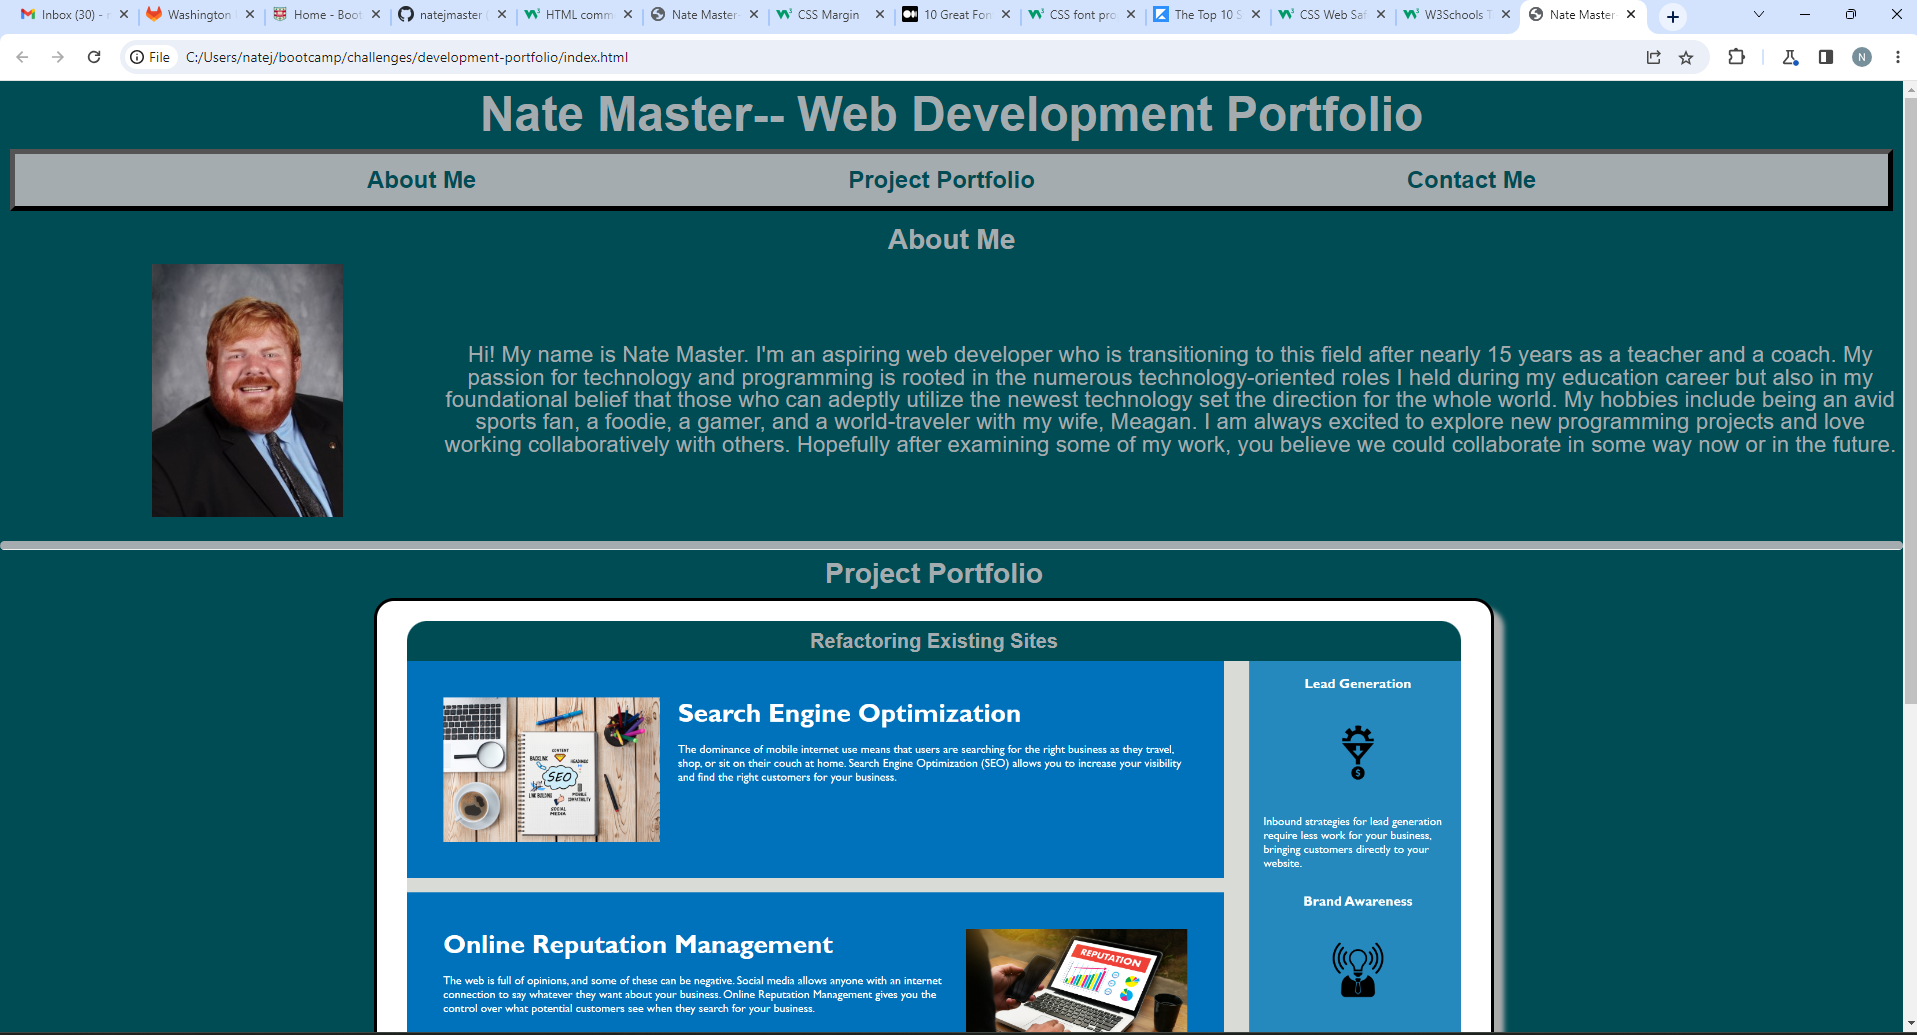 Inbox (30) - 
Washington
Home - Boot
natejmaster
HTML comm
Nate Master-
CSS Margin
10 Great Fon
CSS font pro
The Top 10 S
CSS Web Saf
W3Schools T
Nate Master-
File C:/Users/natej/bootcamp/challenges/development-portfolio/index.html
N
Nate Master-- Web Development Portfolio
About Me
Project Portfolio
Contact Me
About Me
Hi! My name is Nate Master. I'm an aspiring web developer who is transitioning to this field after nearly 15 years as a teacher and a coach. My
passion for technology and programming is rooted in the numerous technology-oriented roles I held during my education career but also in my
foundational belief that those who can adeptly utilize the newest technology set the direction for the whole world. My hobbies include being an avid
sports fan, a foodie, a gamer, and a world-traveler with my wife, Meagan. I am always excited to explore new programming projects and love
working collaboratively with others. Hopefully after examining some of my work, you believe we could collaborate in some way now or in the future.
Project Portfolio
Refactoring Existing Sites
Search Engine Optimization
The dominance of mobile internet use means that users are searching for the right business as they travel,
shop, or sit on their couch at home. Search Engine Optimization (SEO) allows you to increase your visibility
and find the right customers for your business.
CONTENT
BACKLINK
HEADINGS
SEO
LINK BUILDING
MOBILE
COMPATIBILITY
SOCIAL
MEDIA
Lead Generation
Inbound strategies for lead generation
require less work for your business,
bringing customers directly to your
website.
Brand Awareness
Online Reputation Management
The web is full of opinions, and some of these can be negative. Social media allows anyone with an internet
connection to say whatever they want about your business. Online Reputation Management gives you the
control over what potential customers see when they search for your business.
REPUTATION